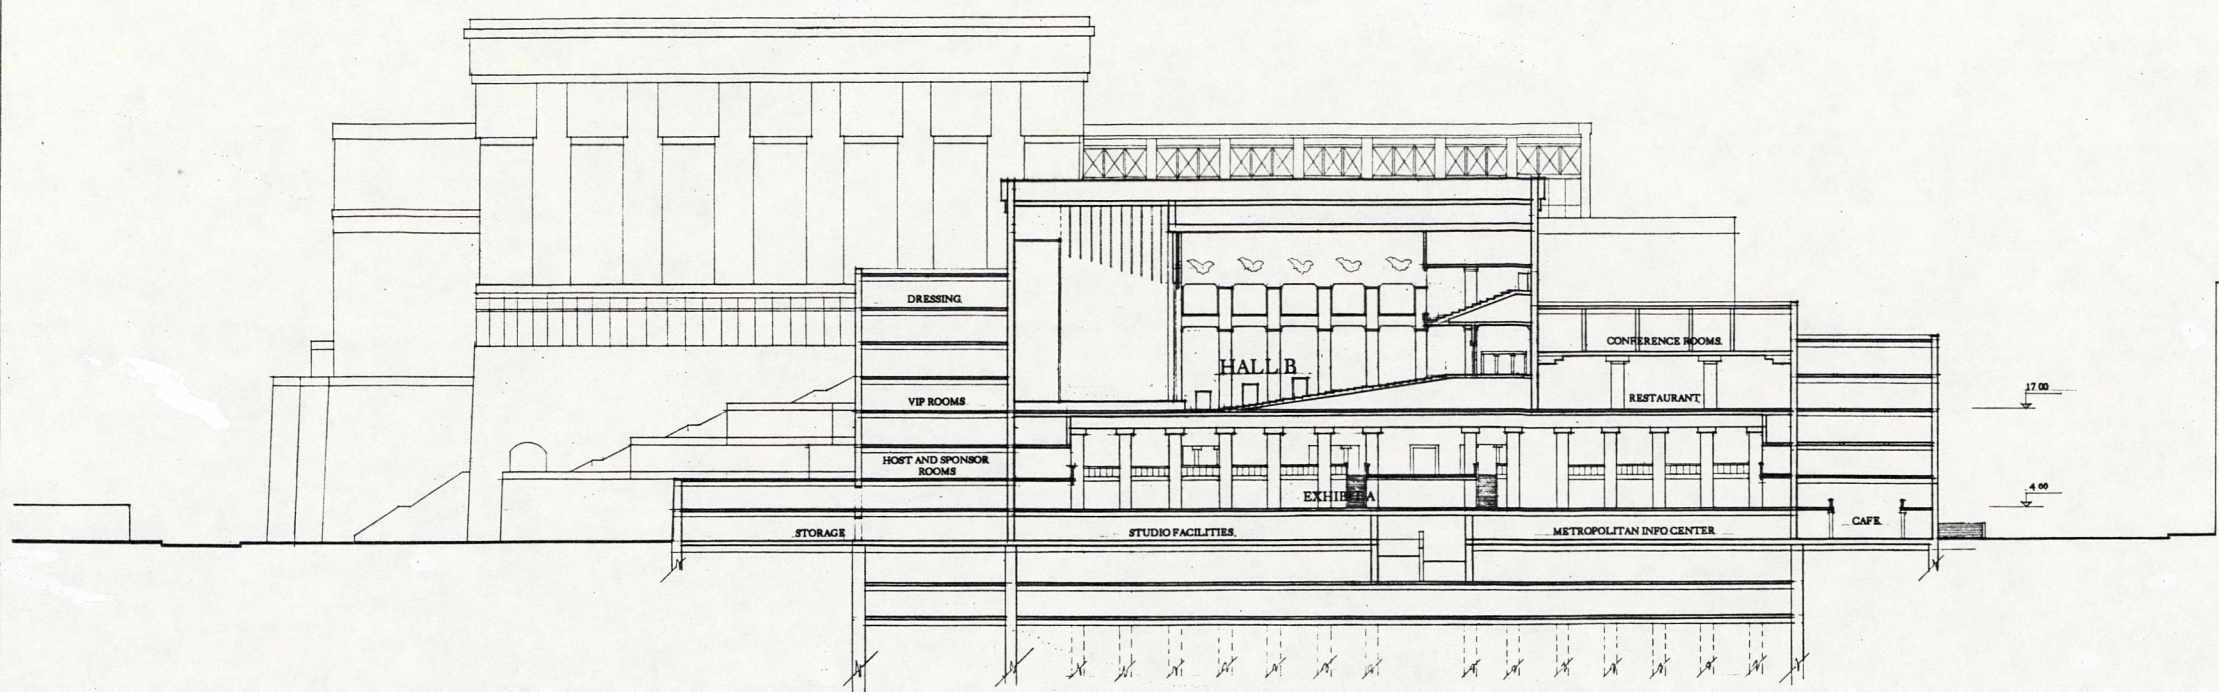 DRESSING
CONFERENCE ROOMS
HALL B
VIP ROOMS
RESTAURANT
17 00
HOST AND SPONSOR
ROOMS
4 60
EXHIBIT A
STORAGE
STUDIO FACILITIES
METROPOLITAN INFO CENTER
CAFE